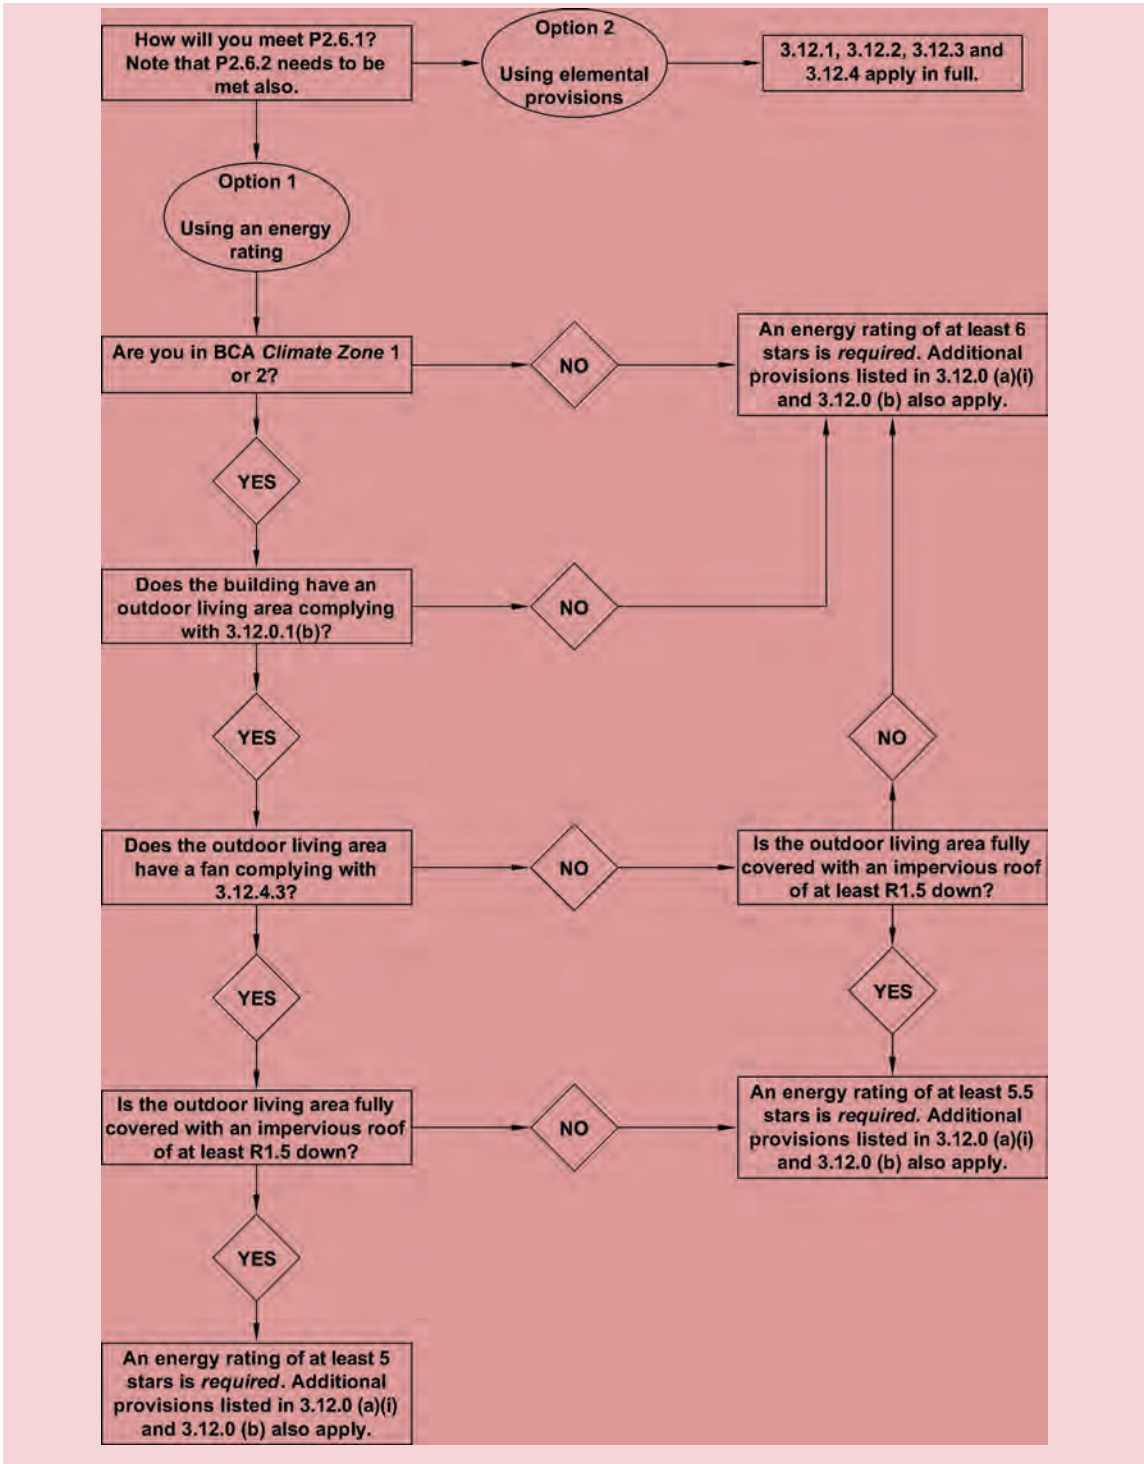 How will you meet P2.6.1?
Note that P2.6.2 needs to be
met also.
Option 2
Using elemental
provisions
3.12.1, 3.12.2, 3.12.3 and
3.12.4 apply in full.
Option 1
Using an energy
rating
Are you in BCA Climate Zone 1
or 2?
NO
An energy rating of at least 6
stars is required. Additional
provisions listed in 3.12.0 (a)(i)
and 3.12.0 (b) also apply.
YES
Does the building have an
outdoor living area complying
with 3.12.0.1(b)?
NO
YES
NO
Does the outdoor living area
have a fan complying with
3.12.4.3?
NO
Is the outdoor living area fully
covered with an impervious roof
of at least R1.5 down?
YES
YES
Is the outdoor living area fully
covered with an impervious roof
of at least R1.5 down?
NO
An energy rating of at least 5.5
stars is required. Additional
provisions listed in 3.12.0 (a)(i)
and 3.12.0 (b) also apply.
YES
An energy rating of at least 5
stars is required. Additional
provisions listed in 3.12.0 (a)(i)
and 3.12.0 (b) also apply.